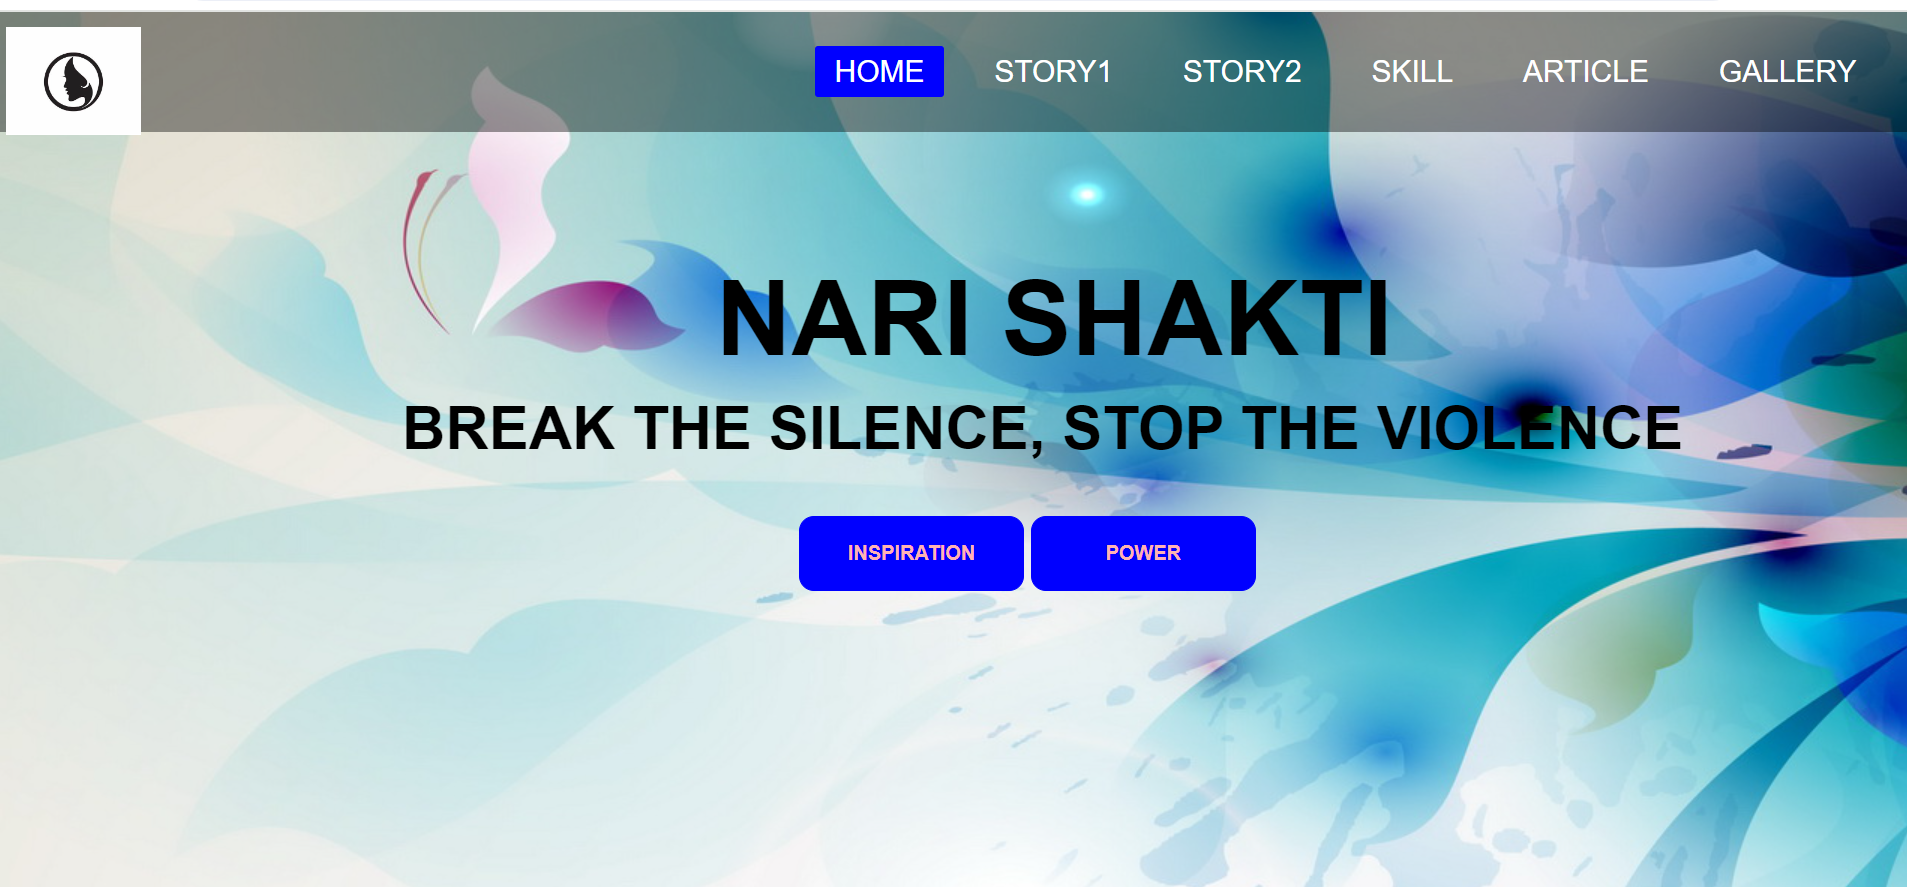 HOME STORY1 STORY2 SKILL ARTICLE GALLERY
NARI SHAKTI
BREAK THE SILENCE, STOP THE VIOLENCE
INSPIRATION POWER